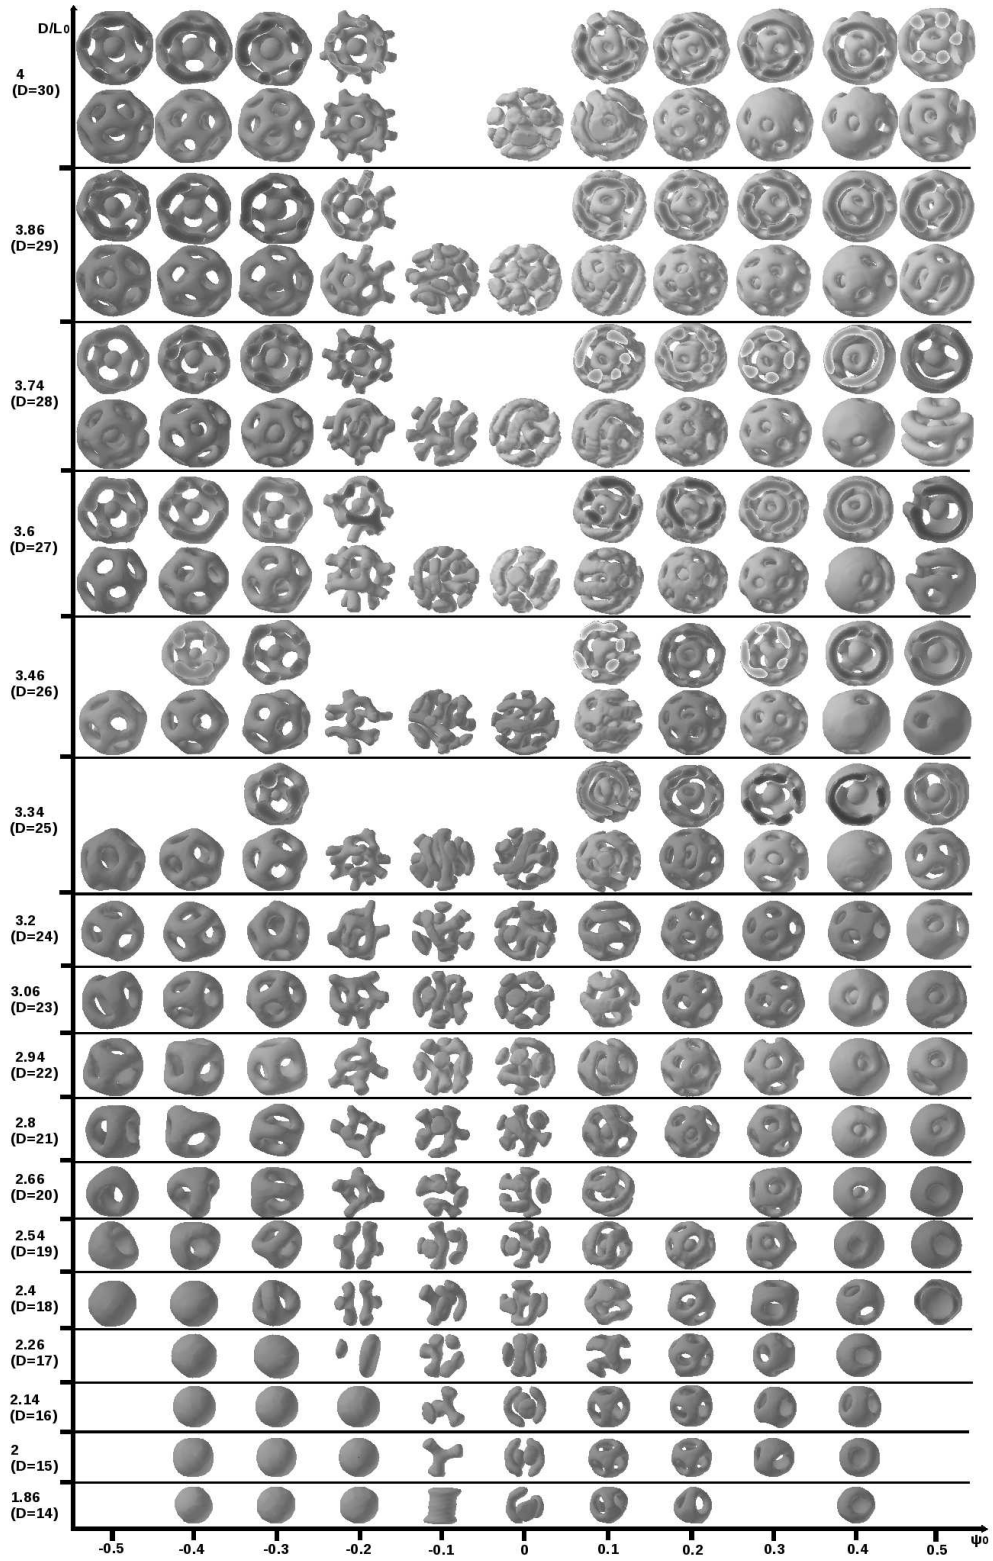 D/L₀
4
(D=30)
3.86
(D=29)
3.74
(D=28)
3.6
(D=27)
3.46
(D=26)
3.34
(D=25)
3.2
(D=24)
3.06
(D=23)
2.94
(D=22)
2.8
(D=21)
2.66
(D=20)
2.54
(D=19)
2.4
(D=18)
2.26
(D=17)
2.14
(D=16)
2
(D=15)
1.86
(D=14)
-0.5 -0.4 -0.3 -0.2 -0.1 0 0.1 0.2 0.3 0.4 0.5 ψ₀